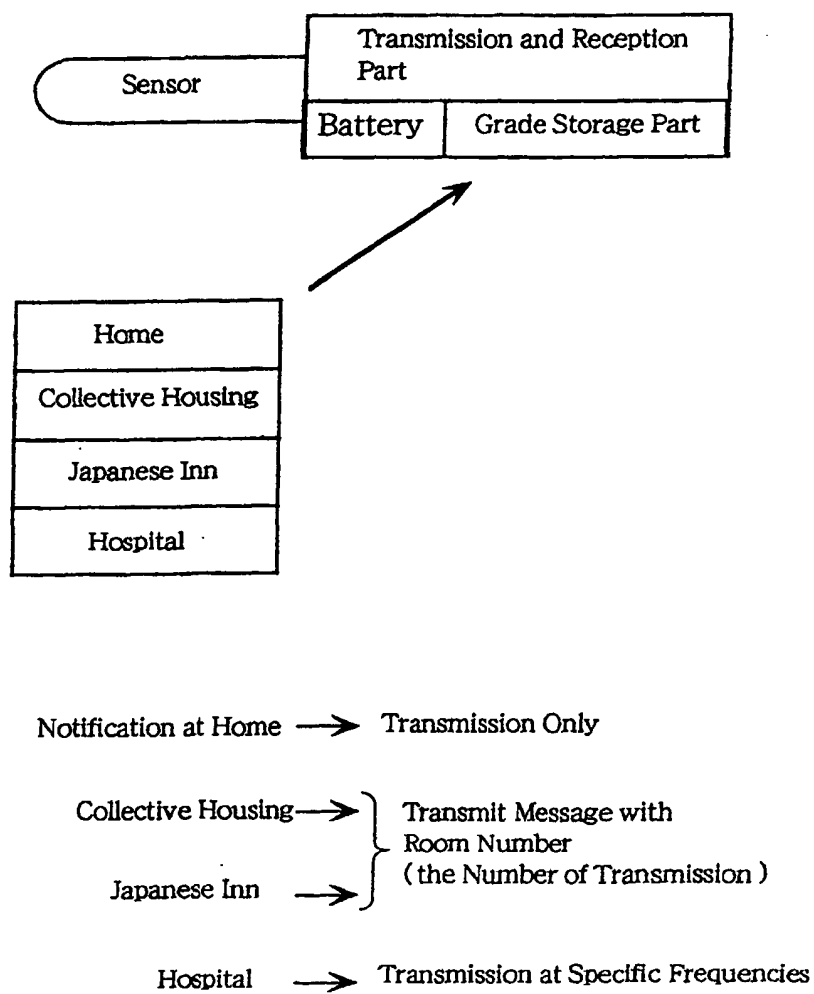 Transmission and Reception
Part
Sensor
Battery
Grade Storage Part
Home
Collective Housing
Japanese Inn
Hospital
Notification at Home → Transmission Only
Collective Housing → Transmit Message with
Room Number
(the Number of Transmission)
Japanese Inn →
Hospital → Transmission at Specific Frequencies